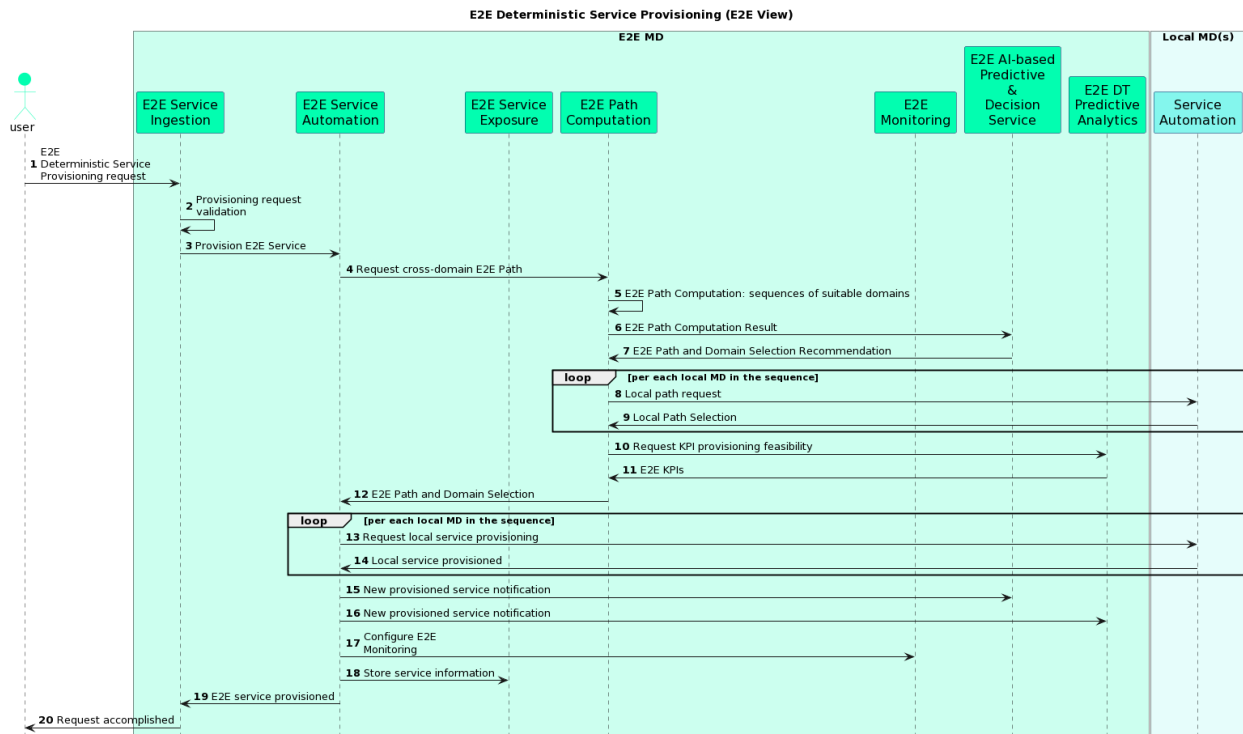 E2E Deterministic Service Provisioning (E2E View)
E2E MD
Local MD(s)
user
E2E Service
Ingestion
E2E Service
Automation
E2E Service
Exposure
E2E Path
Computation
E2E
Monitoring
E2E AI-based
Predictive
&
Decision
Service
E2E DT
Predictive
Analytics
Service
Automation
E2E
1 Deterministic Service
Provisioning request
2 Provisioning request
validation
3 Provision E2E Service
4 Request cross-domain E2E Path
5 E2E Path Computation: sequences of suitable domains
6 E2E Path Computation Result
7 E2E Path and Domain Selection Recommendation
loop [per each local MD in the sequence]
8 Local path request
9 Local Path Selection
10 Request KPI provisioning feasibility
11 E2E KPIs
12 E2E Path and Domain Selection
loop [per each local MD in the sequence]
13 Request local service provisioning
14 Local service provisioned
15 New provisioned service notification
16 New provisioned service notification
17 Configure E2E
Monitoring
18 Store service information
19 E2E service provisioned
20 Request accomplished